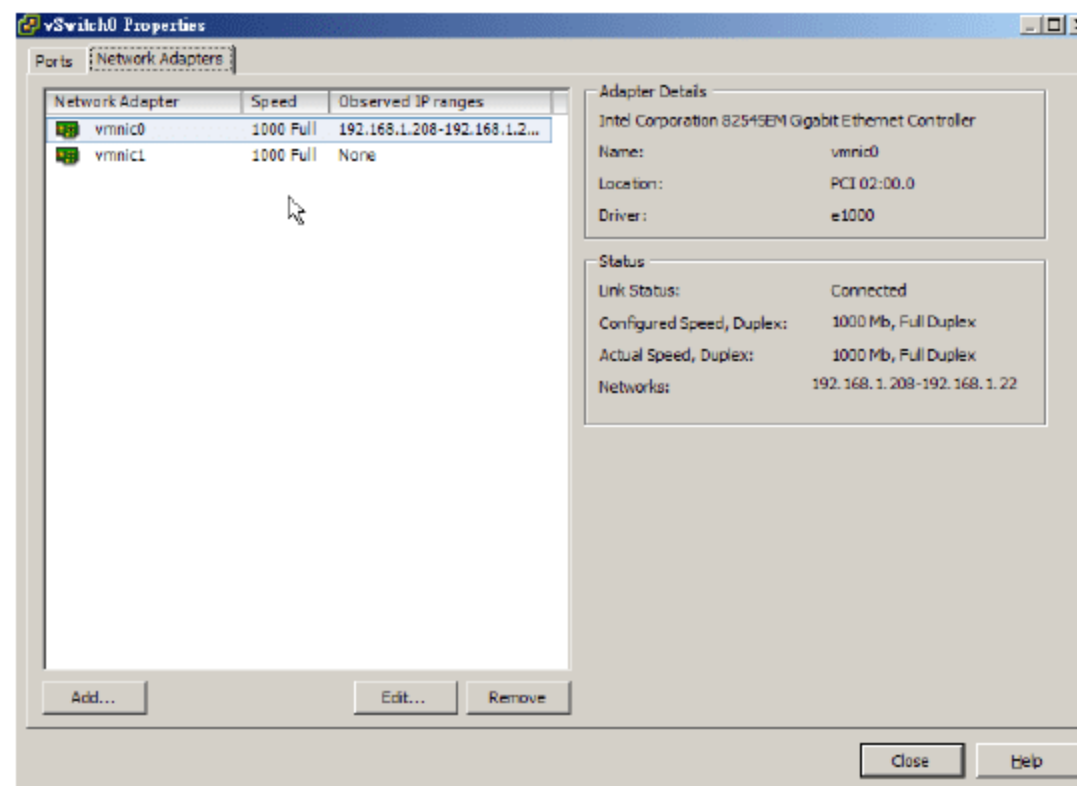 vSwitch0 Properties
Ports Network Adapters
Network Adapter Speed Observed IP ranges
vmnic0 1000 Full 192.168.1.208-192.168.1.2...
vmnic1 1000 Full None
Add... Edit... Remove
Adapter Details
Intel Corporation 82545EM Gigabit Ethernet Controller
Name: vmnic0
Location: PCI 02:00.0
Driver: e1000
Status
Link Status: Connected
Configured Speed, Duplex: 1000 Mb, Full Duplex
Actual Speed, Duplex: 1000 Mb, Full Duplex
Networks: 192.168.1.208-192.168.1.22
Close Help